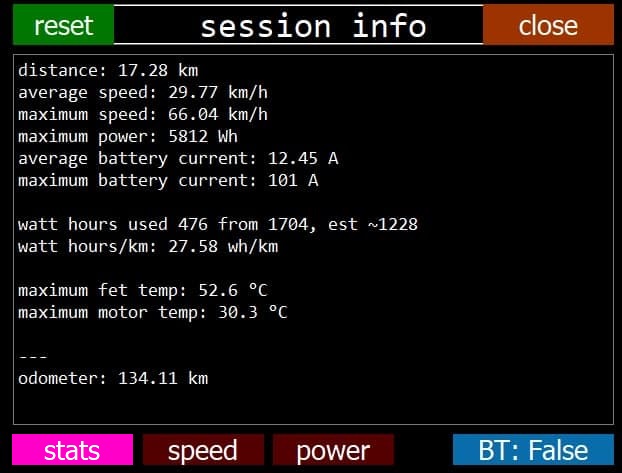 reset session info close
distance: 17.28 km
average speed: 29.77 km/h
maximum speed: 66.04 km/h
maximum power: 5812 Wh
average battery current: 12.45 A
maximum battery current: 101 A
watt hours used 476 from 1704, est ~1228
watt hours/km: 27.58 wh/km
maximum fet temp: 52.6 °C
maximum motor temp: 30.3 °C
---
odometer: 134.11 km
stats speed power BT: False